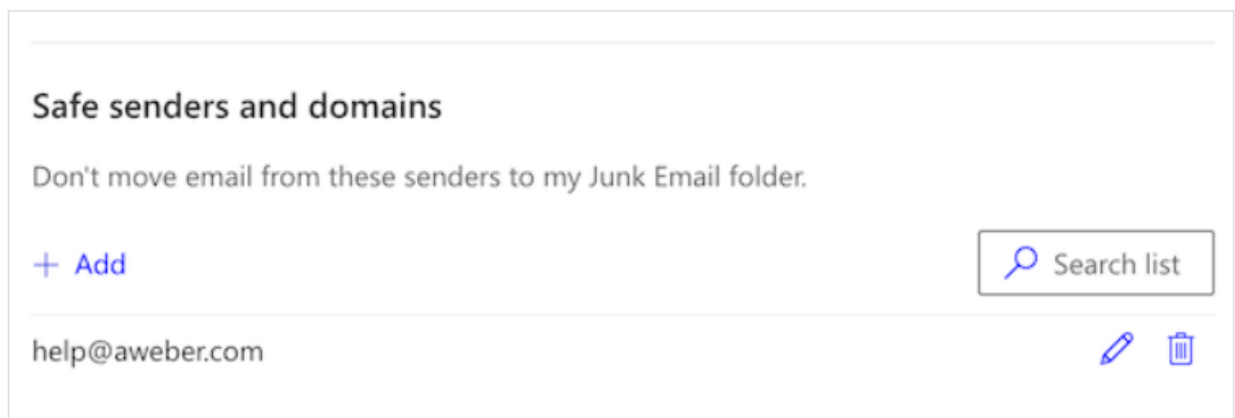 Safe senders and domains
Don't move email from these senders to my Junk Email folder.
+ Add
Search list
help@aweber.com